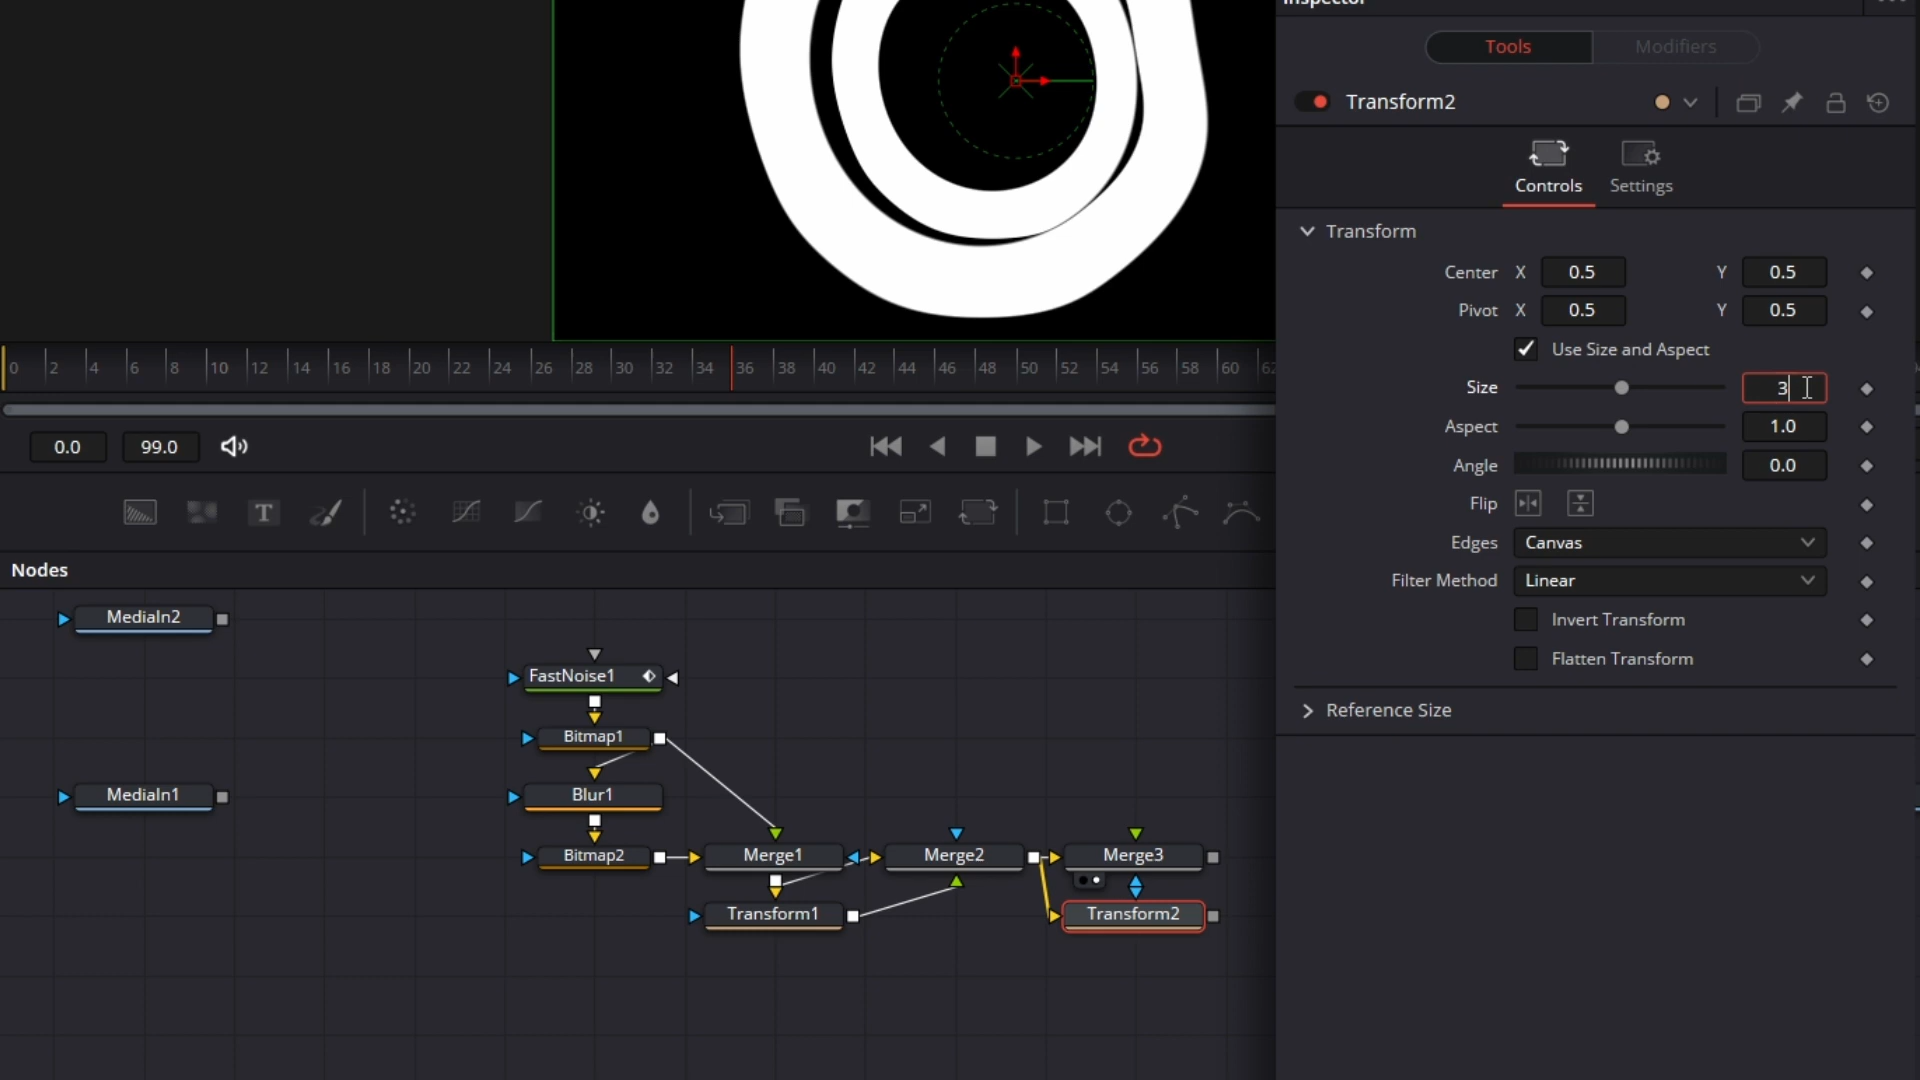 Inspector
Tools
Modifiers
Transform2
Controls
Settings
Transform
Center X 0.5 Y 0.5
Pivot X 0.5 Y 0.5
Use Size and Aspect
Size 3
Aspect 1.0
Angle 0.0
Flip
Edges Canvas
Filter Method Linear
Invert Transform
Flatten Transform
Reference Size
0 2 4 6 8 10 12 14 16 18 20 22 24 26 28 30 32 34 36 38 40 42 44 46 48 50 52 54 56 58 60 62
0.0 99.0
T
Nodes
MediaIn2
FastNoise1
Bitmap1
MediaIn1
Blur1
Bitmap2
Merge1
Merge2
Merge3
Transform1
Transform2